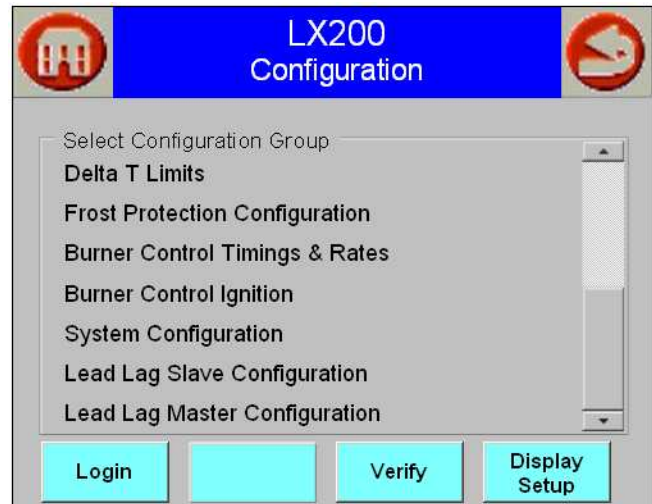 LX200
Configuration
Select Configuration Group
Delta T Limits
Frost Protection Configuration
Burner Control Timings & Rates
Burner Control Ignition
System Configuration
Lead Lag Slave Configuration
Lead Lag Master Configuration
Login
Verify
Display
Setup